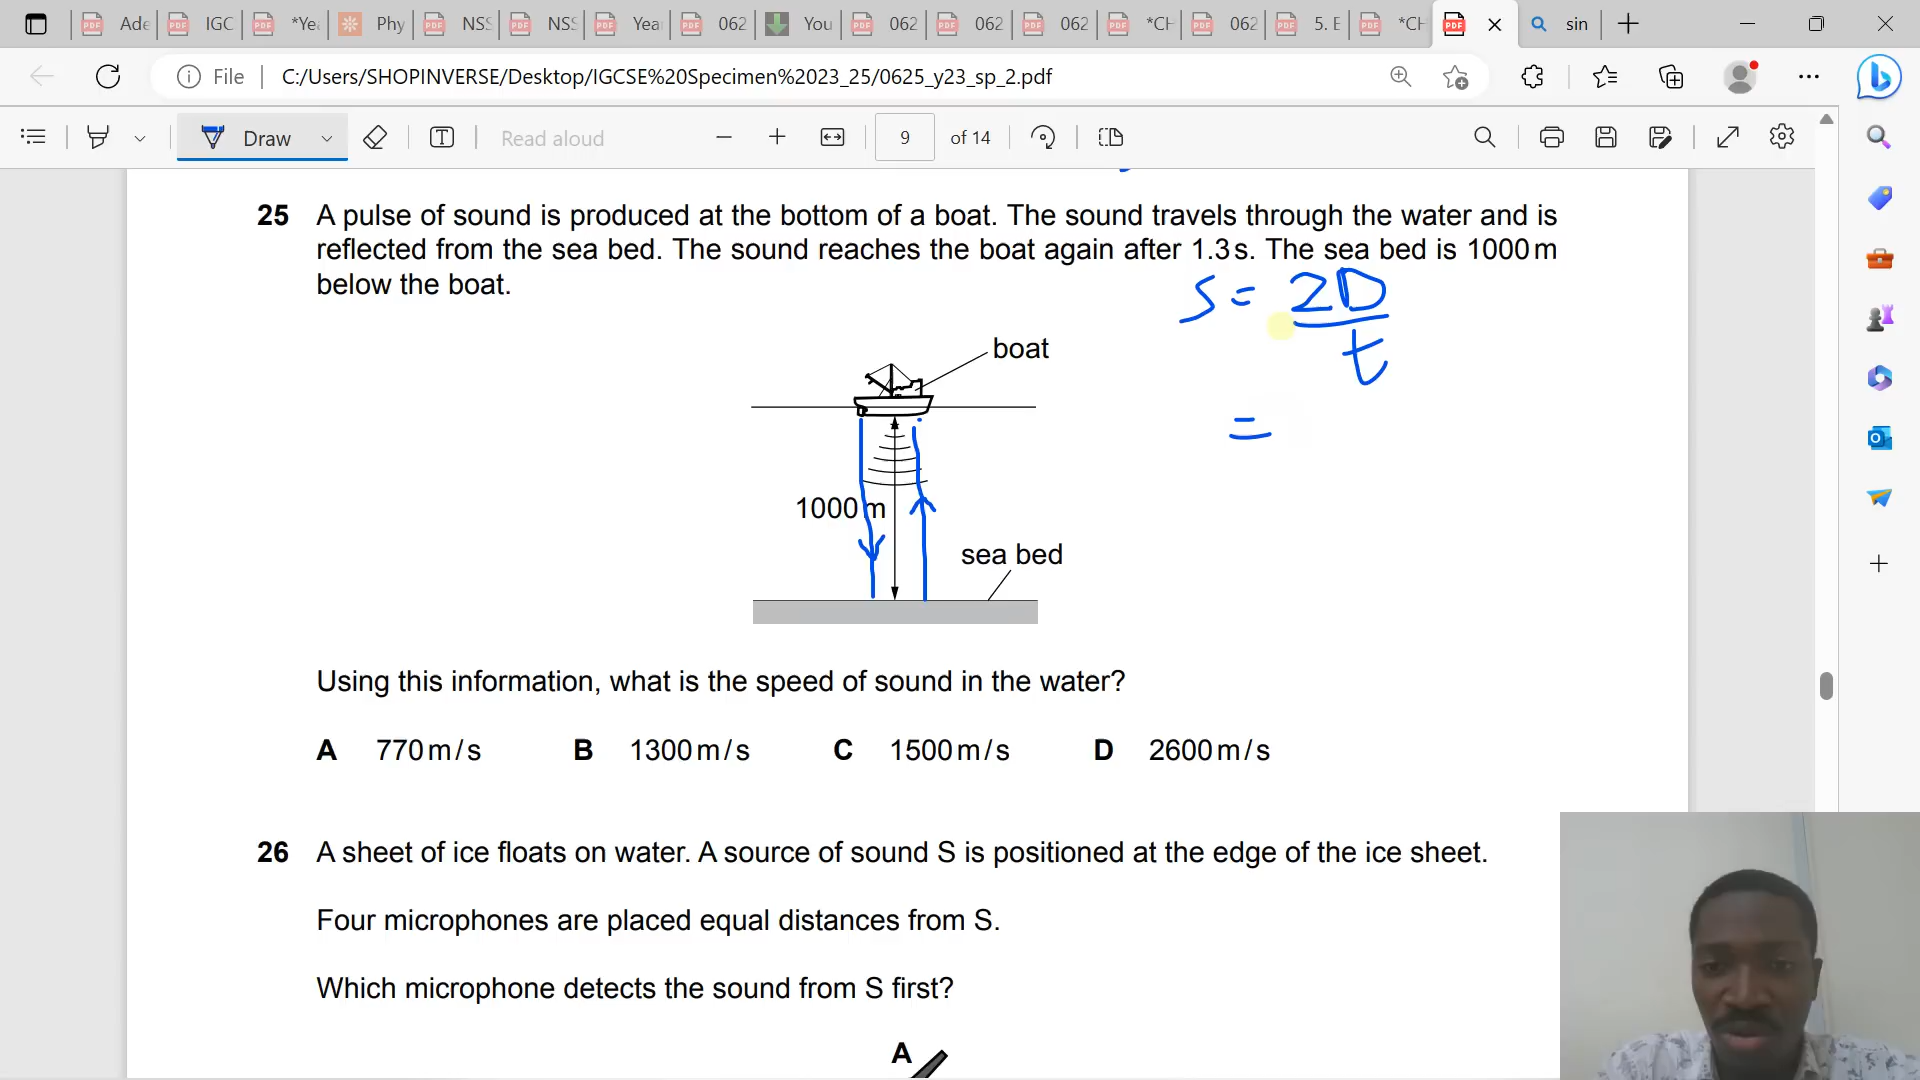 Ade
IGC
*Yea
Phy
NSS
NSS
Year
062
You
062
062
062
*CH
062
5. E
*CH
sin
File
C:/Users/SHOPINVERSE/Desktop/IGCSE%20Specimen%2023_25/0625_y23_sp_2.pdf
Draw
T
Read aloud
9
of 14
25 A pulse of sound is produced at the bottom of a boat. The sound travels through the water and is
reflected from the sea bed. The sound reaches the boat again after 1.3 s. The sea bed is 1000 m
below the boat.
S = 2D
t
=
boat
1000 m
sea bed
Using this information, what is the speed of sound in the water?
A 770 m / s B 1300 m / s C 1500 m / s D 2600 m / s
26 A sheet of ice floats on water. A source of sound S is positioned at the edge of the ice sheet.
Four microphones are placed equal distances from S.
Which microphone detects the sound from S first?
A